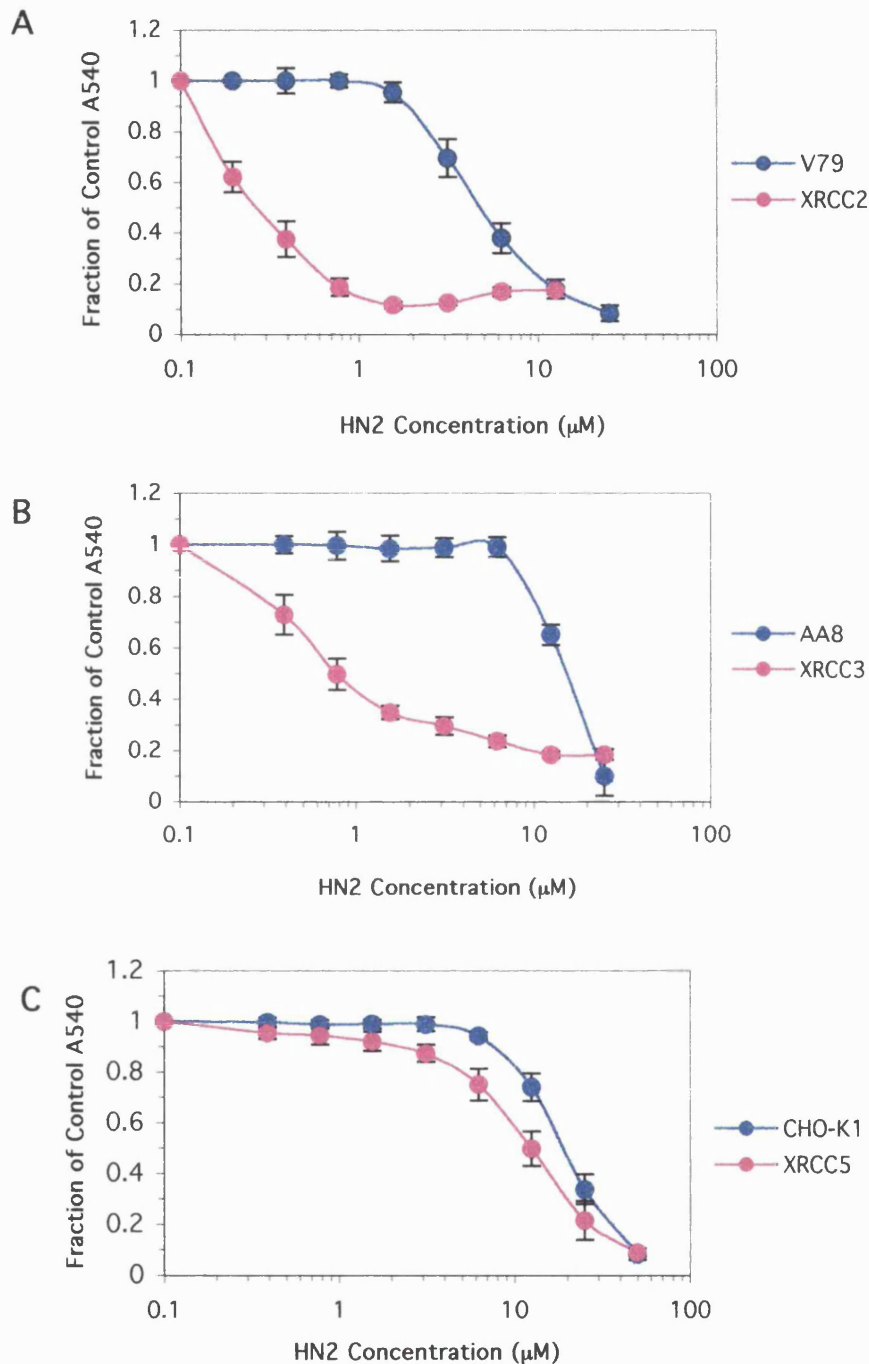 A
1.2
1
0.8
0.6
0.4
0.2
0
Fraction of Control A540
0.1
1
10
100
HN2 Concentration (µM)
V79
XRCC2
B
1.2
1
0.8
0.6
0.4
0.2
0
Fraction of Control A540
0.1
1
10
100
HN2 Concentration (µM)
AA8
XRCC3
C
1.2
1
0.8
0.6
0.4
0.2
0
Fraction of Control A540
0.1
1
10
100
HN2 Concentration (µM)
CHO-K1
XRCC5